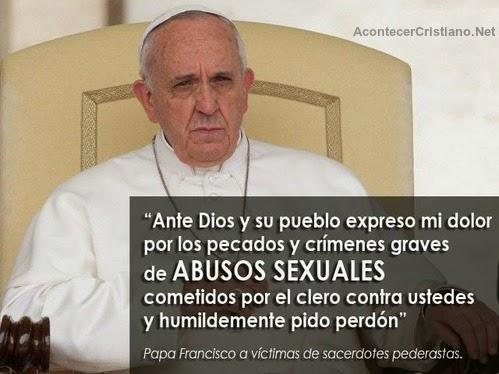 AcontecerCristiano.Net
“Ante Dios y su pueblo expreso mi dolor
por los pecados y crímenes graves
de ABUSOS SEXUALES
cometidos por el clero contra ustedes
y humildemente pido perdón”
Papa Francisco a víctimas de sacerdotes pederastas.